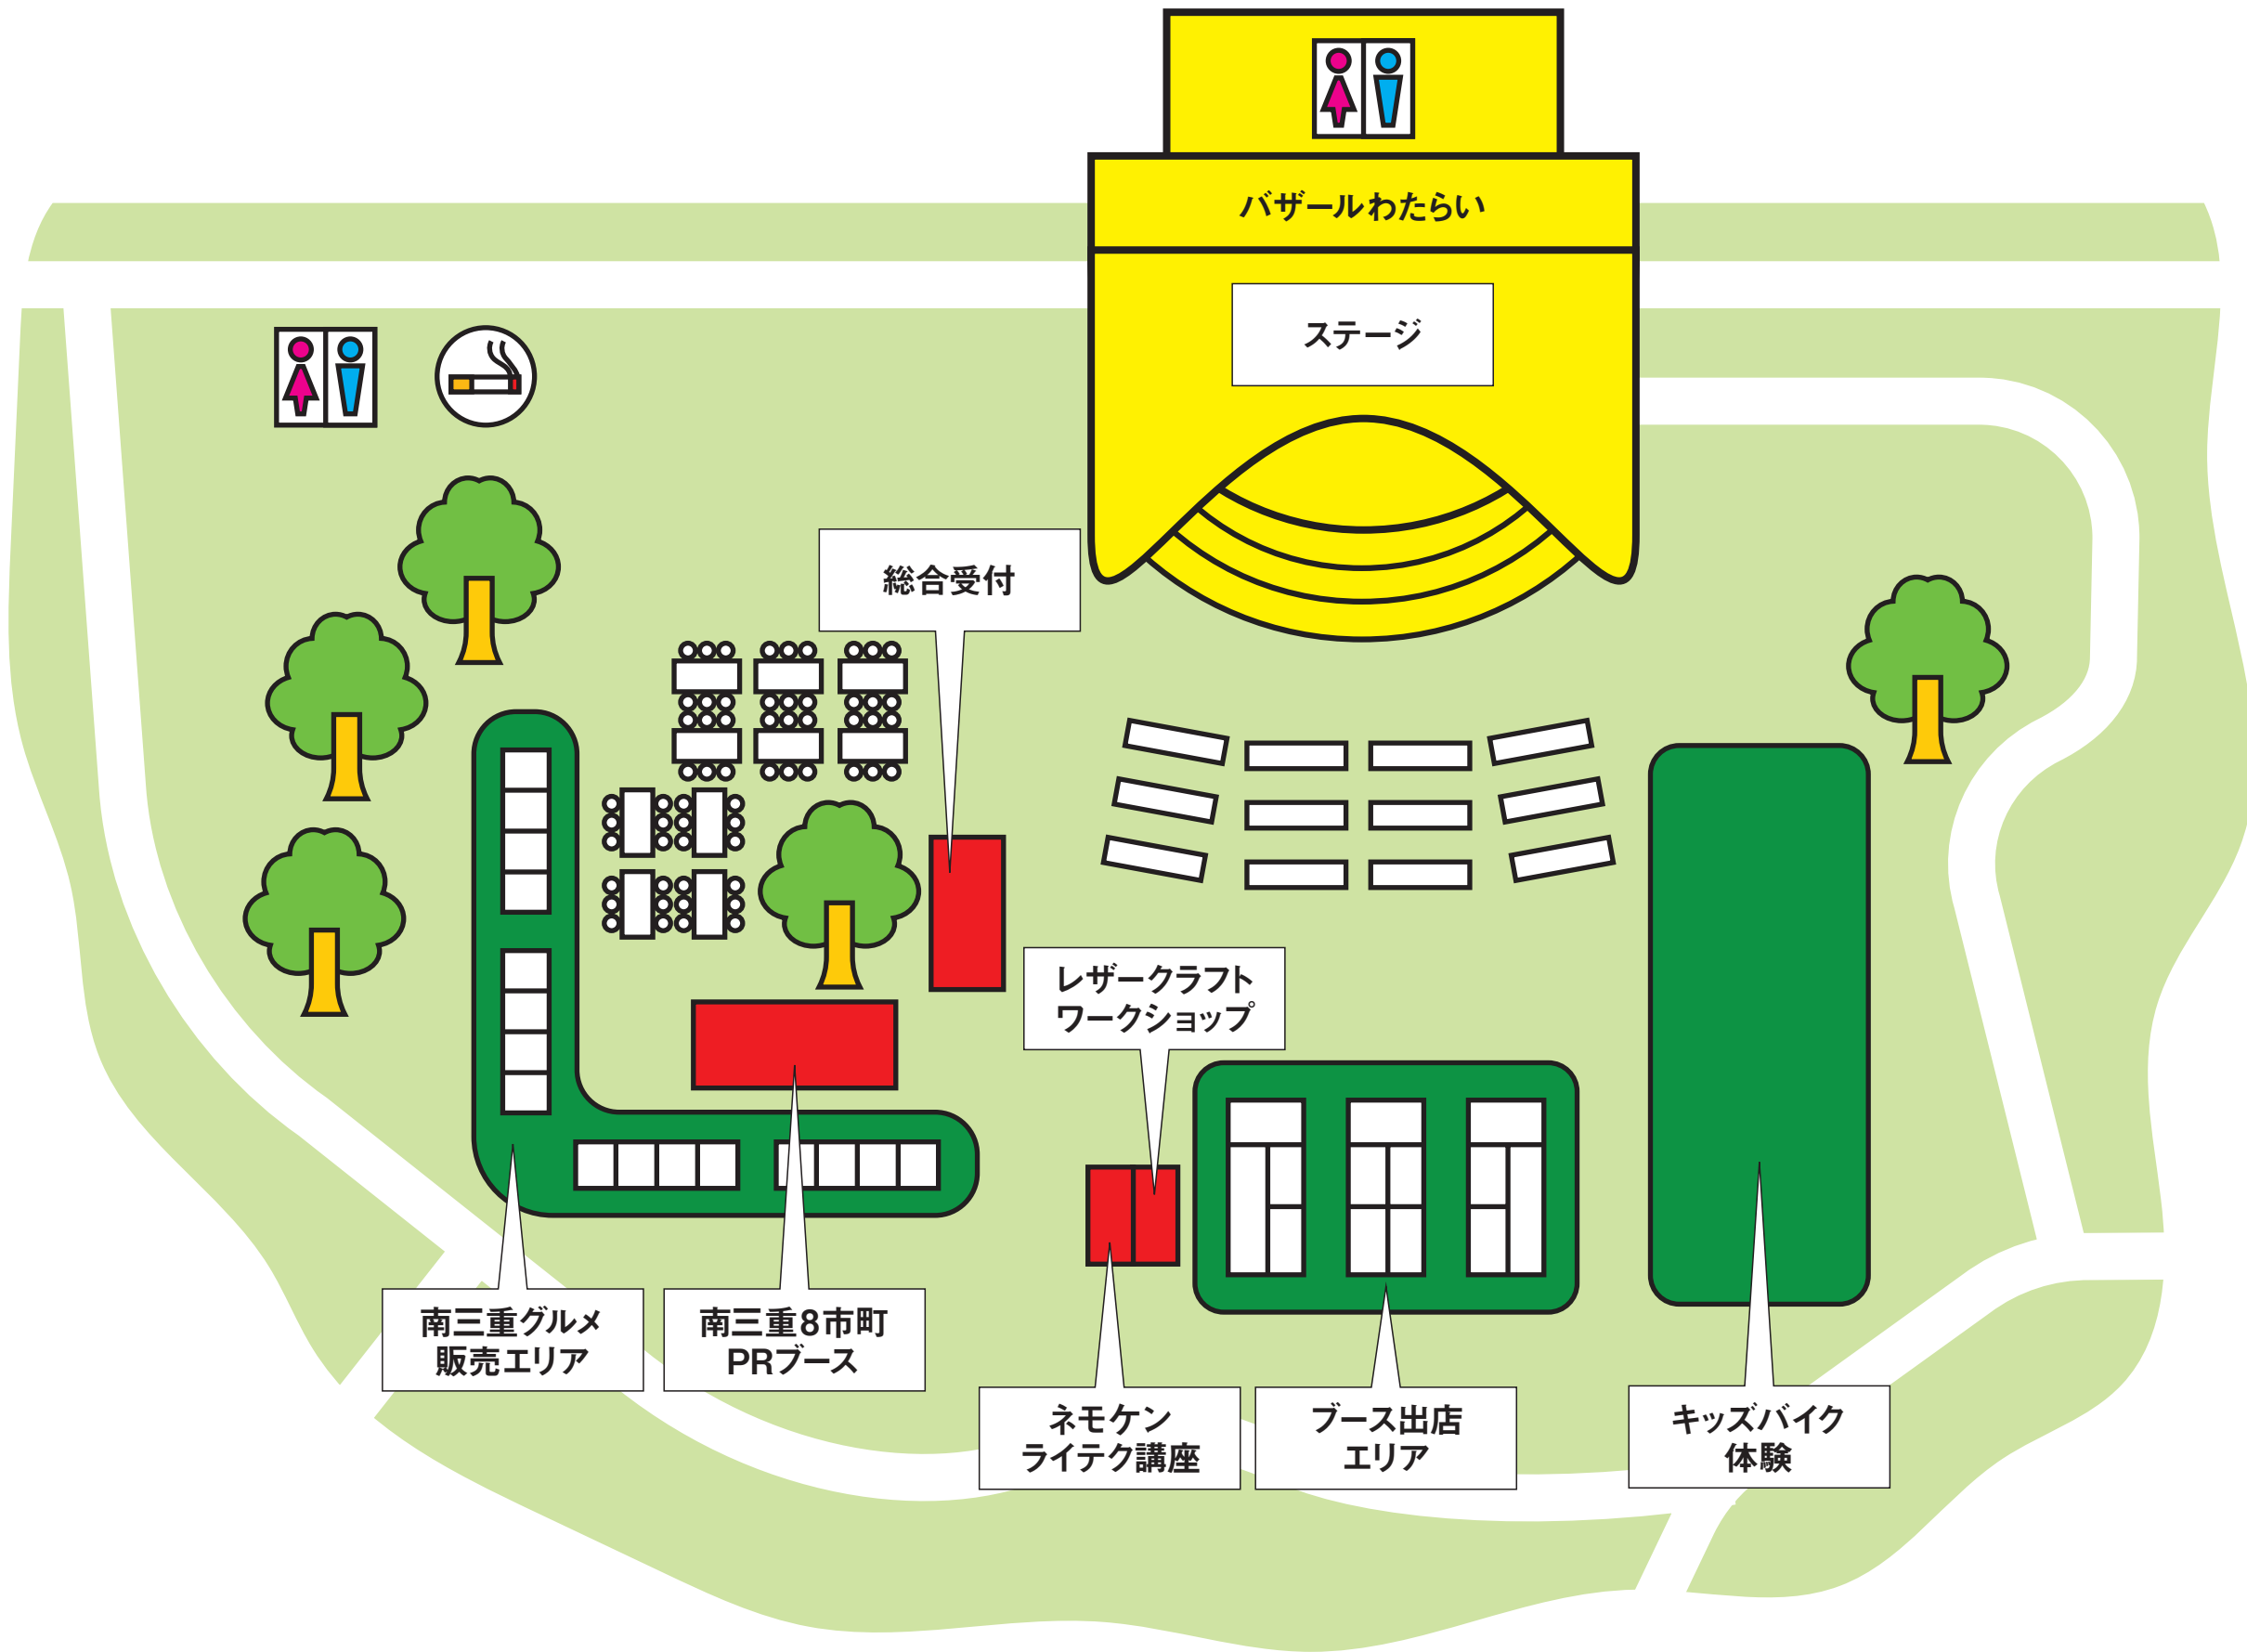 バザールわたらい
ステージ
総合受付
レザークラフト
ワークショップ
南三重グルメ
販売エリア
南三重8市町
PRブース
ネモケン
ライテク講座
ブース出店
エリア
キッズバイク
体験